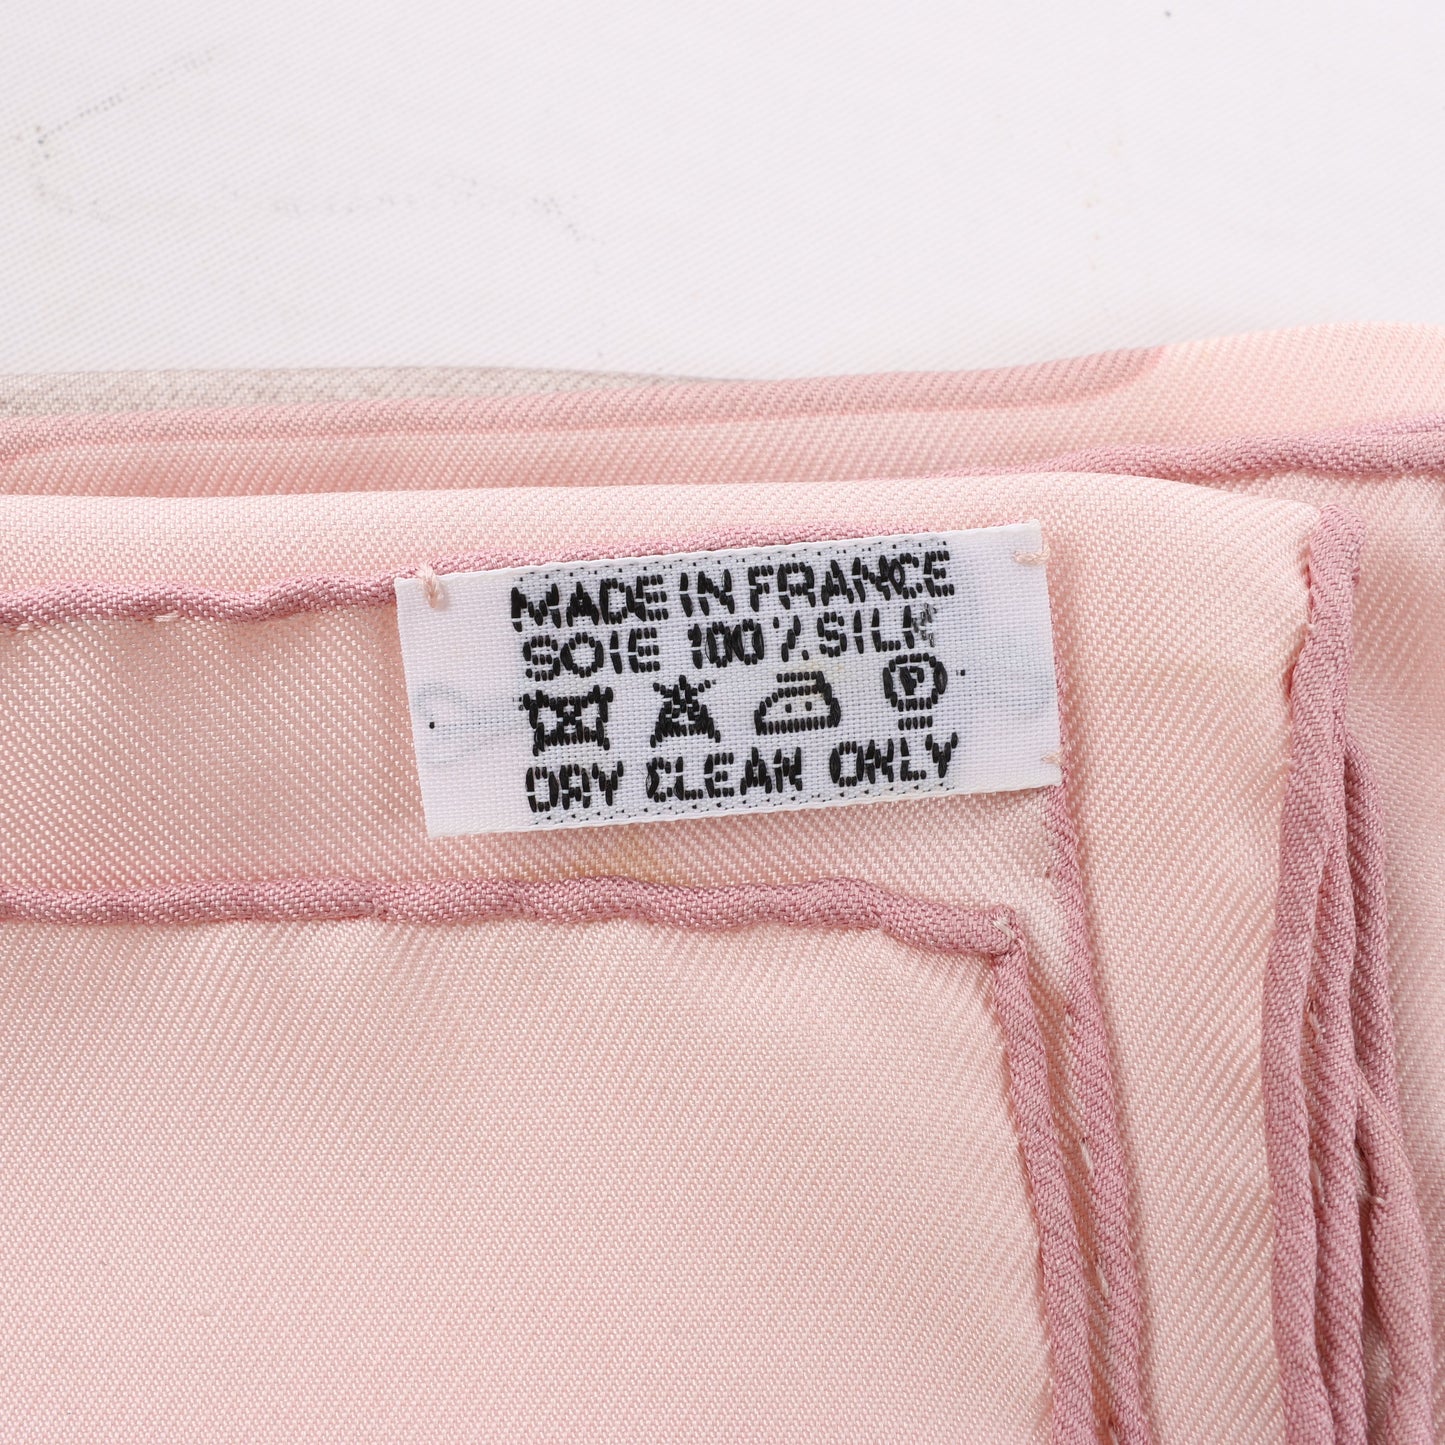 MADE IN FRANCE
SOIE 100% SILK
P
DRY CLEAN ONLY